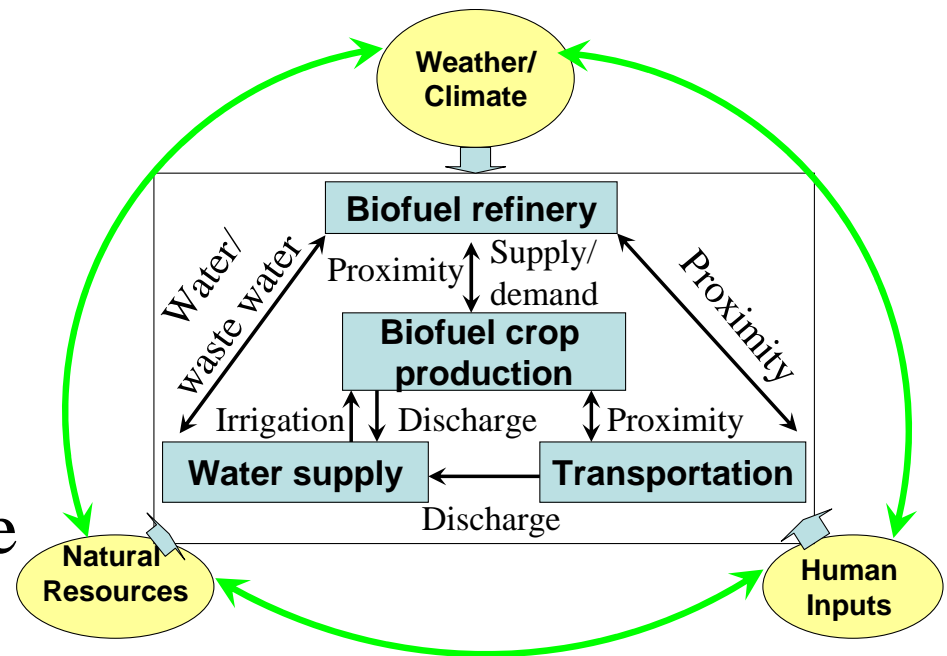 Weather/
Climate
Biofuel refinery
Water/
waste water
Proximity
Supply/
demand
Proximity
Biofuel crop
production
Irrigation
Discharge
Proximity
Water supply
Transportation
Discharge
e
Natural
Resources
Human
Inputs